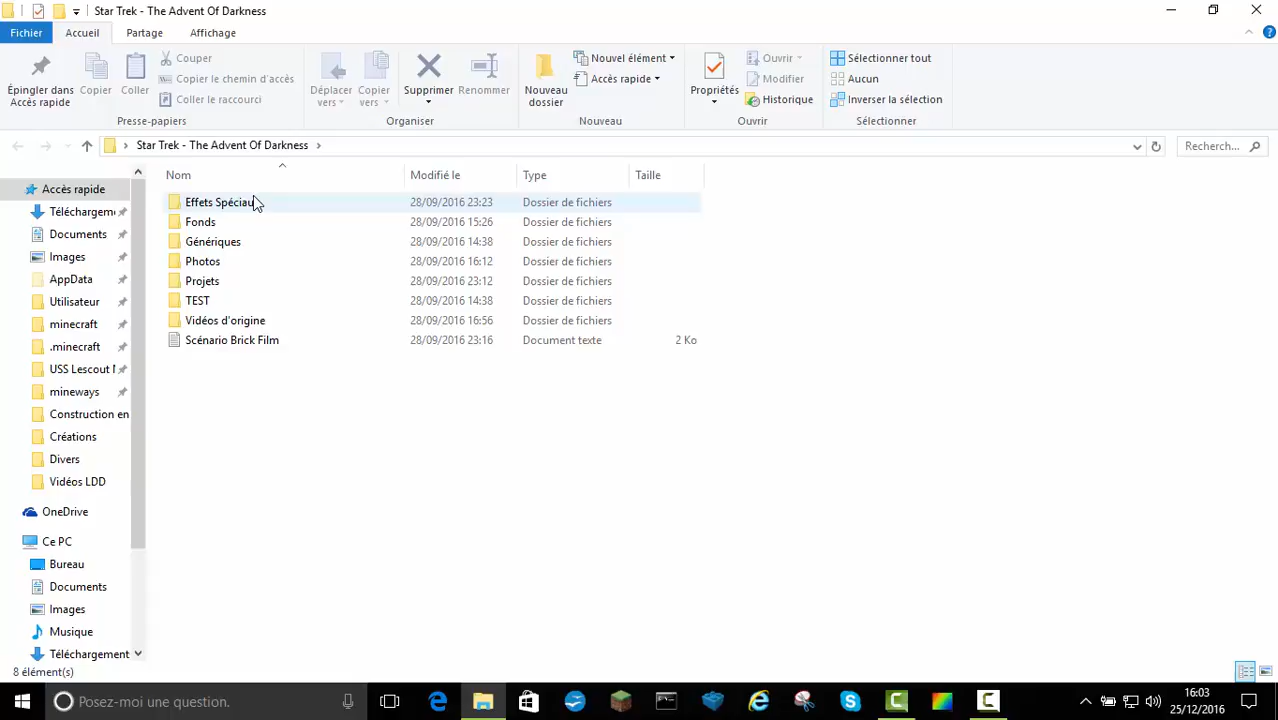 Star Trek - The Advent Of Darkness
Fichier Accueil Partage Affichage
Épingler dans Accès rapide
Copier
Coller
Couper
Copier le chemin d'accès
Coller le raccourci
Presse-papiers
Déplacer vers
Copier vers
Supprimer
Renommer
Organiser
Nouveau dossier
Nouvel élément
Accès rapide
Nouveau
Propriétés
Ouvrir
Modifier
Historique
Ouvrir
Sélectionner tout
Aucun
Inverser la sélection
Sélectionner
Star Trek - The Advent Of Darkness
Recherch...
Accès rapide
Téléchargem
Documents
Images
AppData
Utilisateur
minecraft
.minecraft
USS Lescout
mineways
Construction en
Créations
Divers
Vidéos LDD
OneDrive
Ce PC
Bureau
Documents
Images
Musique
Téléchargement
Nom Modifié le Type Taille
Effets Spéciau 28/09/2016 23:23 Dossier de fichiers
Fonds 28/09/2016 15:26 Dossier de fichiers
Génériques 28/09/2016 14:38 Dossier de fichiers
Photos 28/09/2016 16:12 Dossier de fichiers
Projets 28/09/2016 23:12 Dossier de fichiers
TEST 28/09/2016 14:38 Dossier de fichiers
Vidéos d'origine 28/09/2016 16:56 Dossier de fichiers
Scénario Brick Film 28/09/2016 23:16 Document texte 2 Ko
8 élément(s)
Posez-moi une question.
16:03
25/12/2016